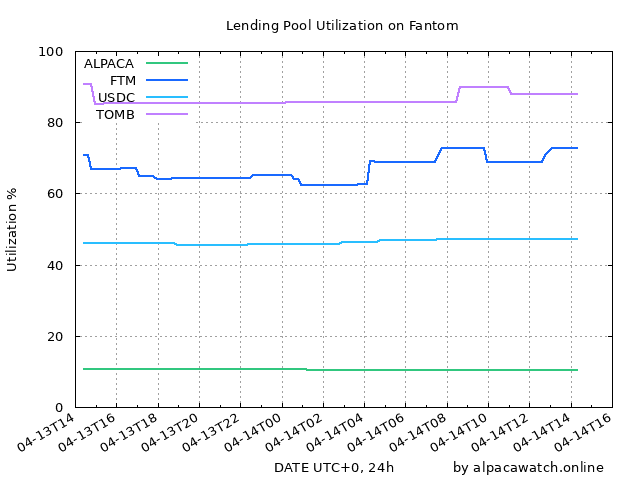 Lending Pool Utilization on Fantom
100
80
60
40
20
0
Utilization %
ALPACA
FTM
USDC
TOMB
04-13T14
04-13T16
04-13T18
04-13T20
04-13T22
04-14T00
04-14T02
04-14T04
04-14T06
04-14T08
04-14T10
04-14T12
04-14T14
04-14T16
DATE UTC+0, 24h
by alpacawatch.online